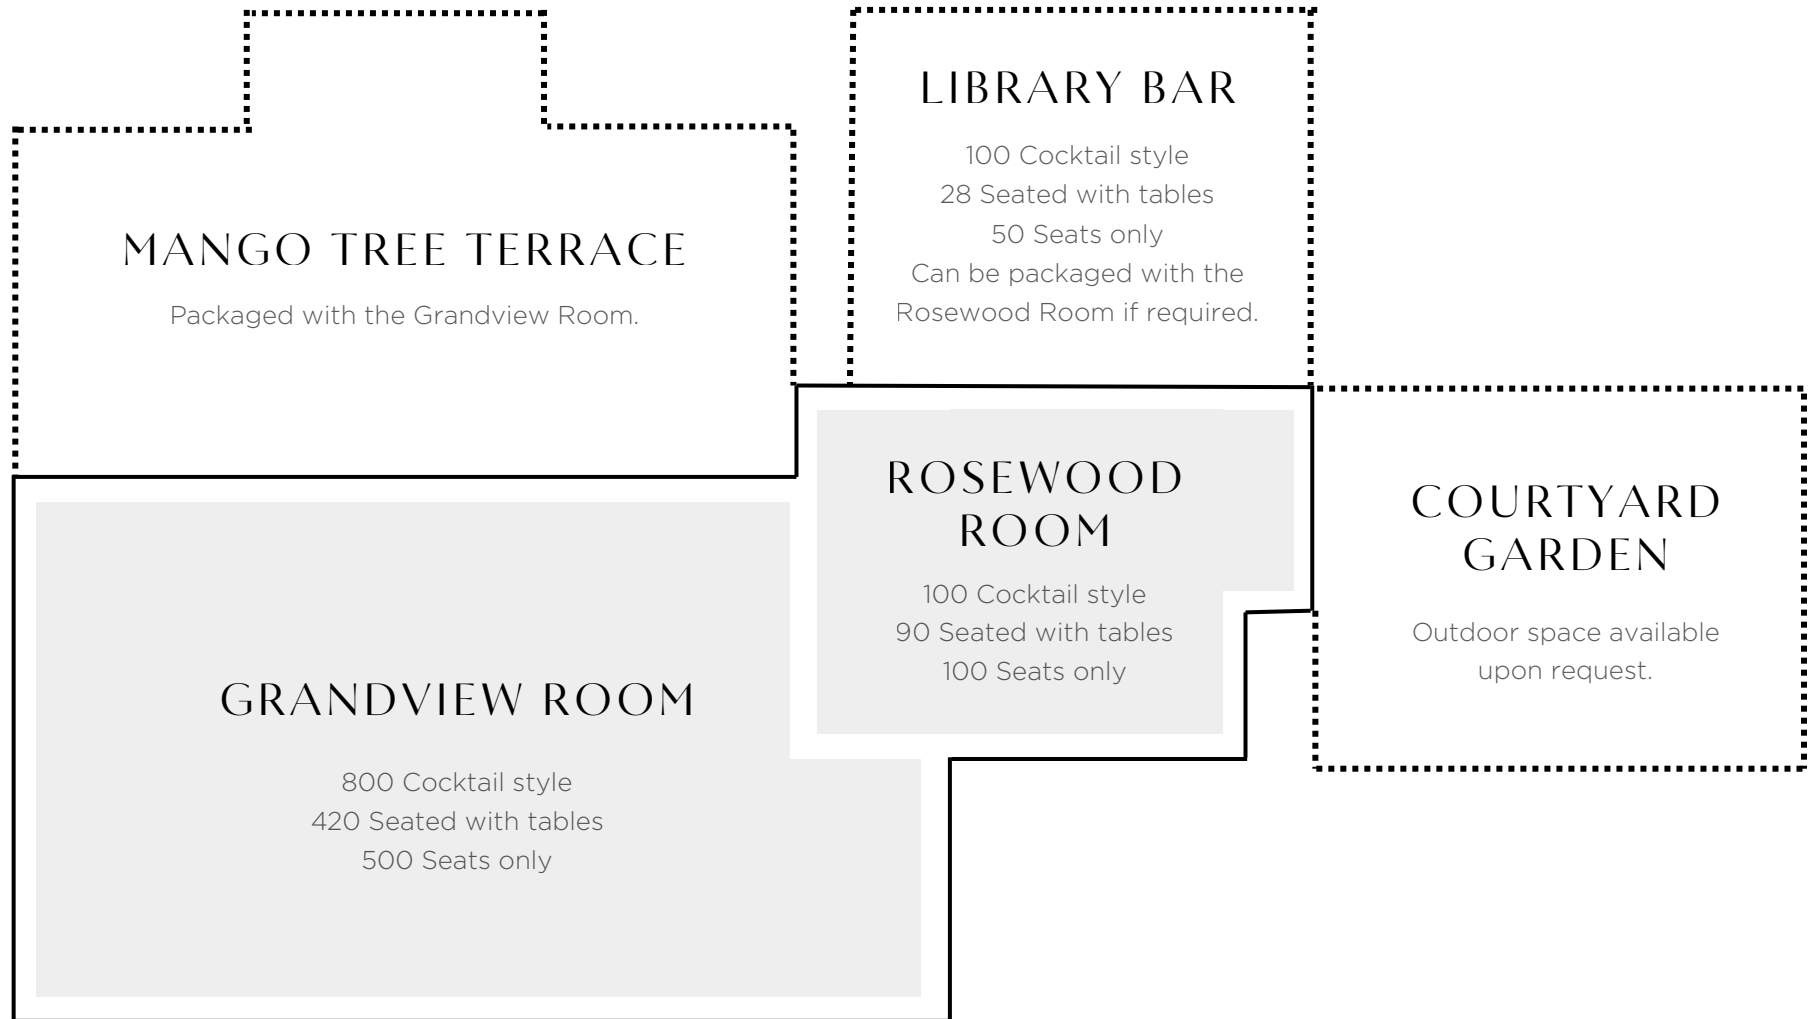 LIBRARY BAR
100 Cocktail style
28 Seated with tables
50 Seats only
Can be packaged with the
Rosewood Room if required.
MANGO TREE TERRACE
Packaged with the Grandview Room.
ROSEWOOD
ROOM
100 Cocktail style
90 Seated with tables
100 Seats only
COURTYARD
GARDEN
Outdoor space available
upon request.
GRANDVIEW ROOM
800 Cocktail style
420 Seated with tables
500 Seats only